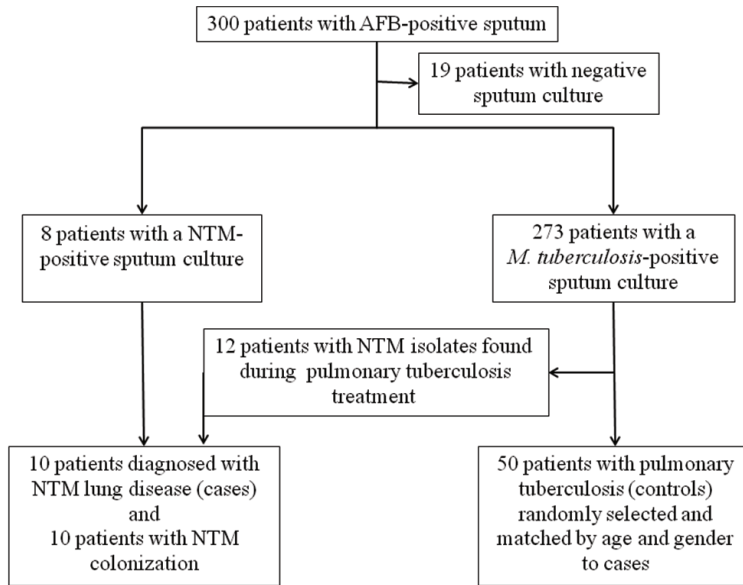 300 patients with AFB-positive sputum
19 patients with negative
sputum culture
8 patients with a NTM-
positive sputum culture
273 patients with a
M. tuberculosis-positive
sputum culture
12 patients with NTM isolates found
during pulmonary tuberculosis
treatment
10 patients diagnosed with
NTM lung disease (cases)
and
10 patients with NTM
colonization
50 patients with pulmonary
tuberculosis (controls)
randomly selected and
matched by age and gender
to cases